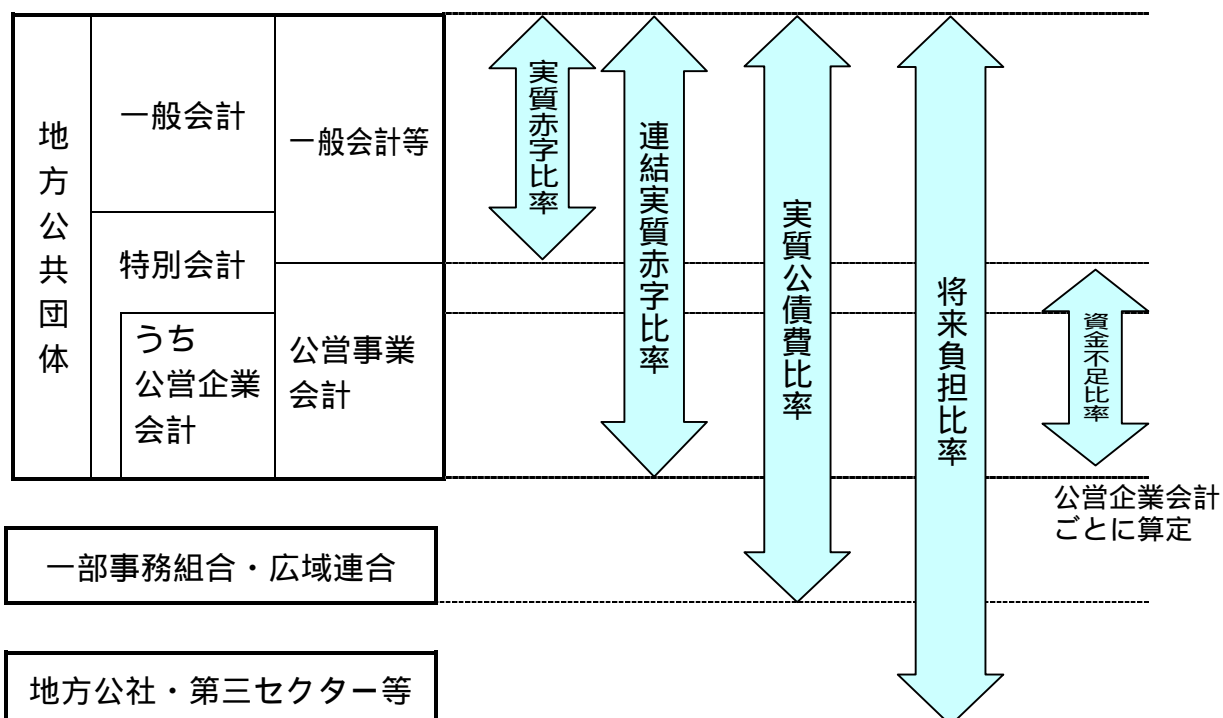 地方公共団体
一般会計
特別会計
うち
公営企業
会計
一般会計等
公営事業
会計
実質赤字比率
連結実質赤字比率
実質公債費比率
将来負担比率
資金不足比率
公営企業会計
ごとに算定
一部事務組合・広域連合
地方公社・第三セクター等